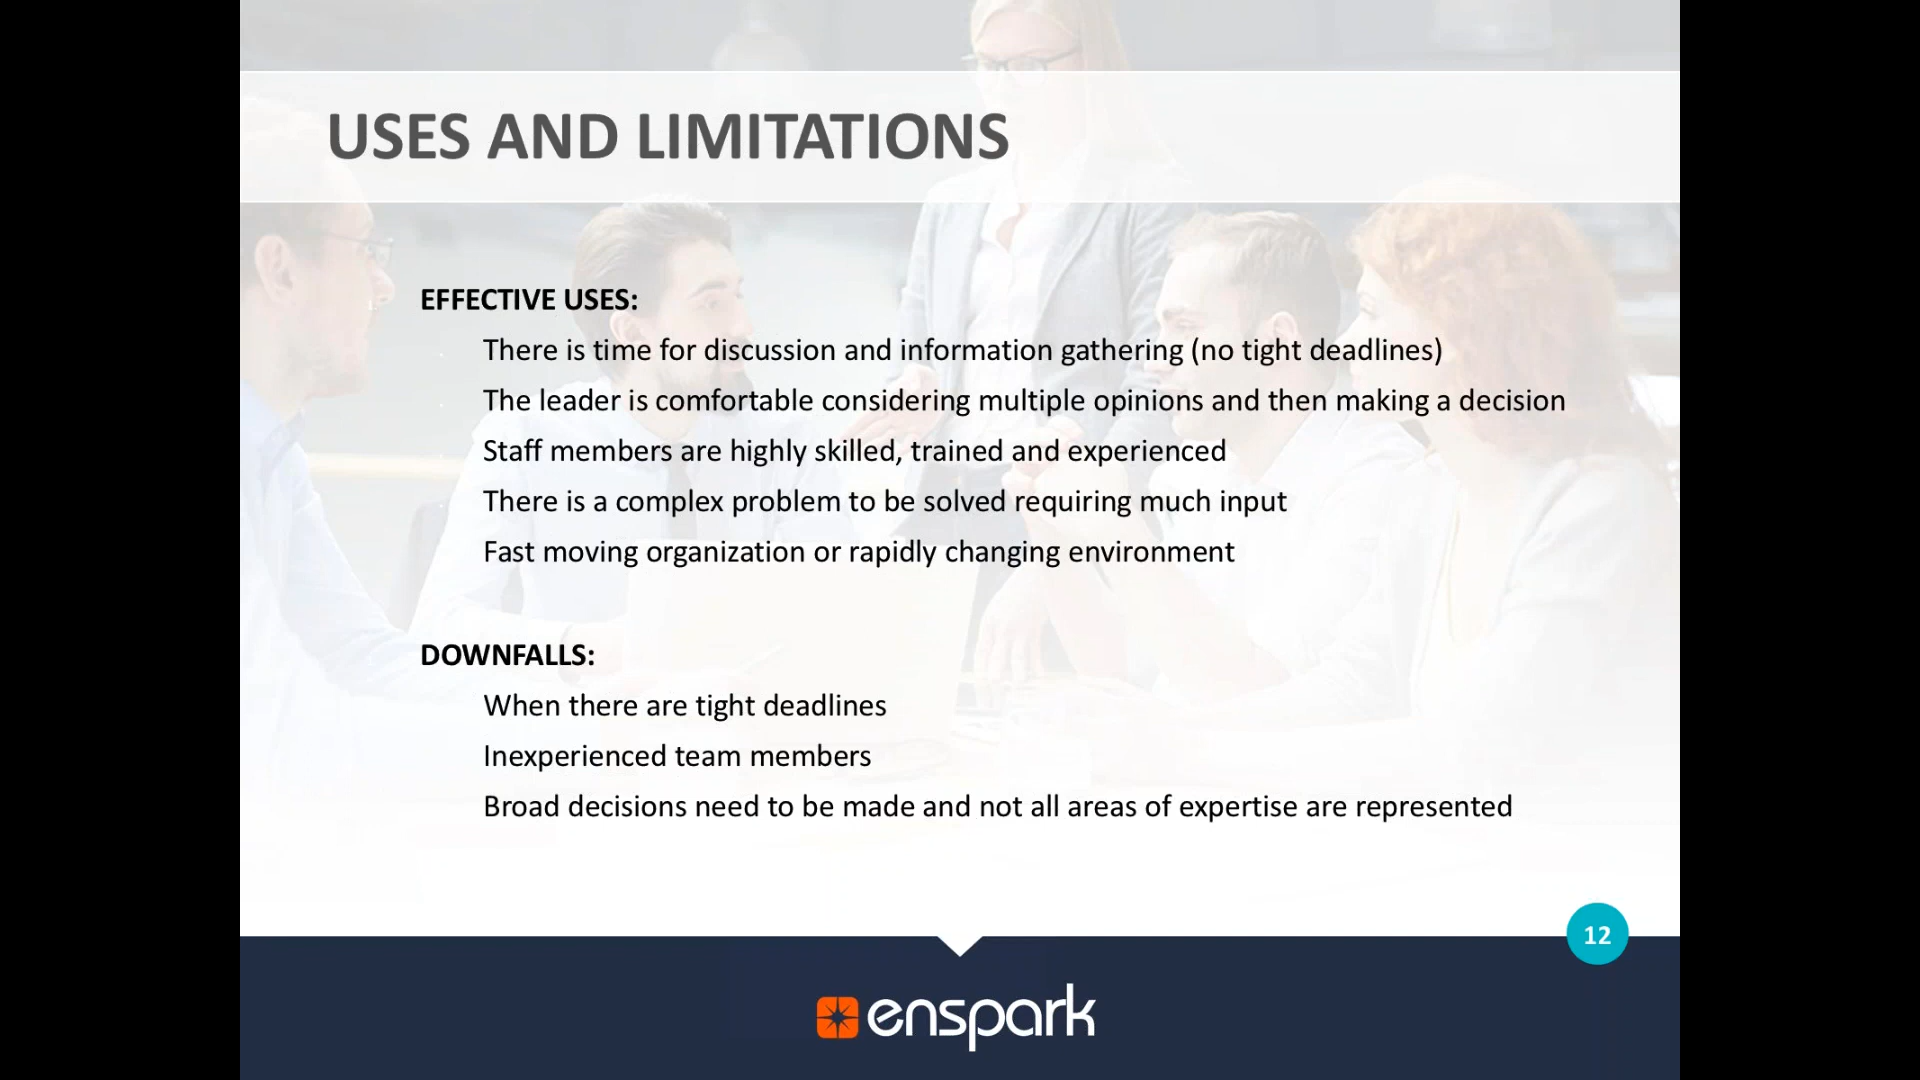 USES AND LIMITATIONS
EFFECTIVE USES:
There is time for discussion and information gathering (no tight deadlines)
The leader is comfortable considering multiple opinions and then making a decision
Staff members are highly skilled, trained and experienced
There is a complex problem to be solved requiring much input
Fast moving organization or rapidly changing environment
DOWNFALLS:
When there are tight deadlines
Inexperienced team members
Broad decisions need to be made and not all areas of expertise are represented
12
enspark